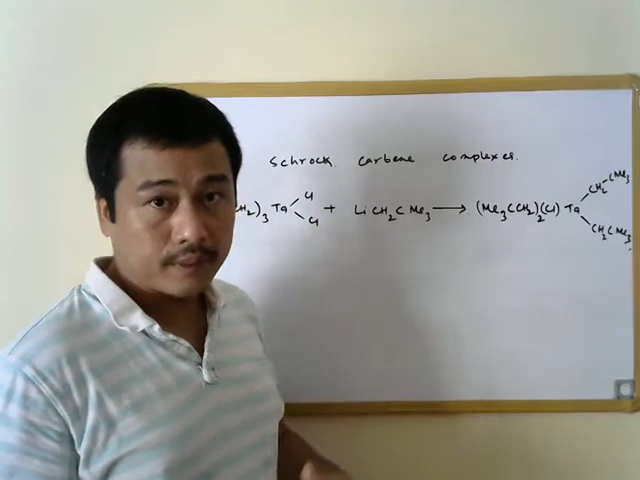 Schrock carbene complexes.
H₂)₃ Ta Cl Cl + LiCH₂CMe₃ → (Me₃CCH₂)₂(Cl) Ta CH₂CMe₃ CH₂CMe₃